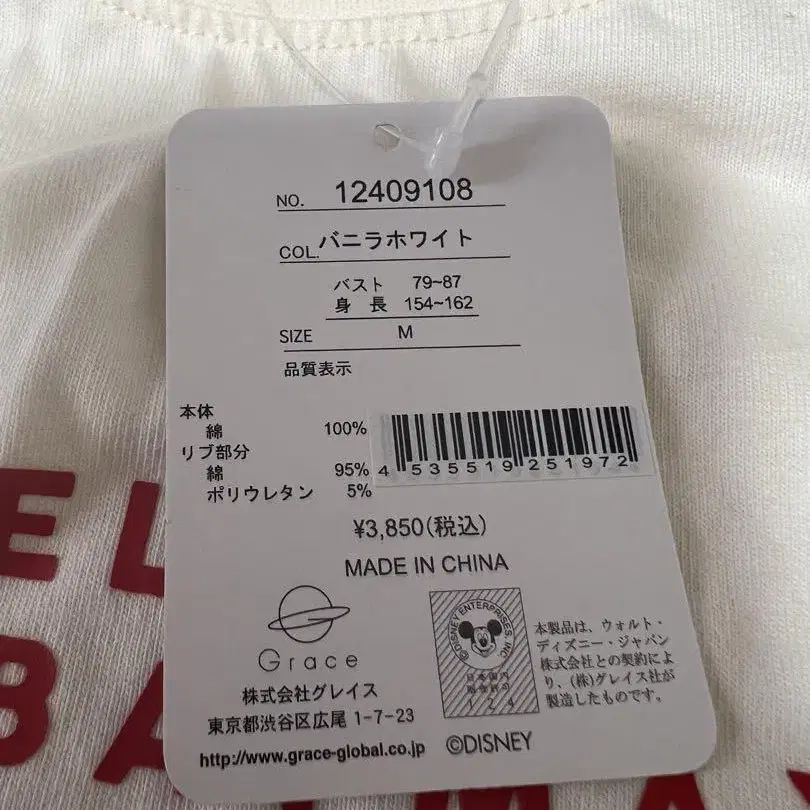 NO. 12409108
COL. バニラホワイト
バスト 79~87
身 長 154~162
SIZE M
品質表示
本体
綿 100%
リブ部分
綿 95%
ポリウレタン 5%
4 535519 251972
¥3,850(税込)
MADE IN CHINA
Grace
株式会社グレイス
東京都渋谷区広尾 1-7-23
http://www.grace-global.co.jp
©DISNEY ENTERPRISES, INC.
日本国内
124
本製品は、ウォルト・
ディズニー・ジャパン
株式会社との契約によ
り、(株)グレイス社が
製造したものです。
©DISNEY
EL
BA